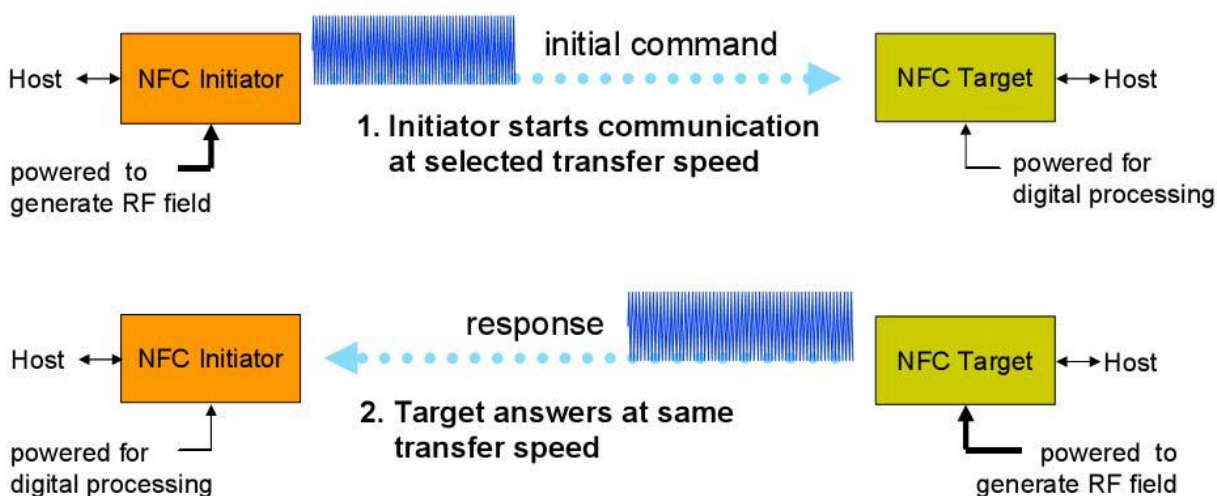 initial command
Host
NFC Initiator
NFC Target
Host
1. Initiator starts communication
at selected transfer speed
powered to
generate RF field
powered for
digital processing
response
Host
NFC Initiator
NFC Target
Host
2. Target answers at same
transfer speed
powered for
digital processing
powered to
generate RF field